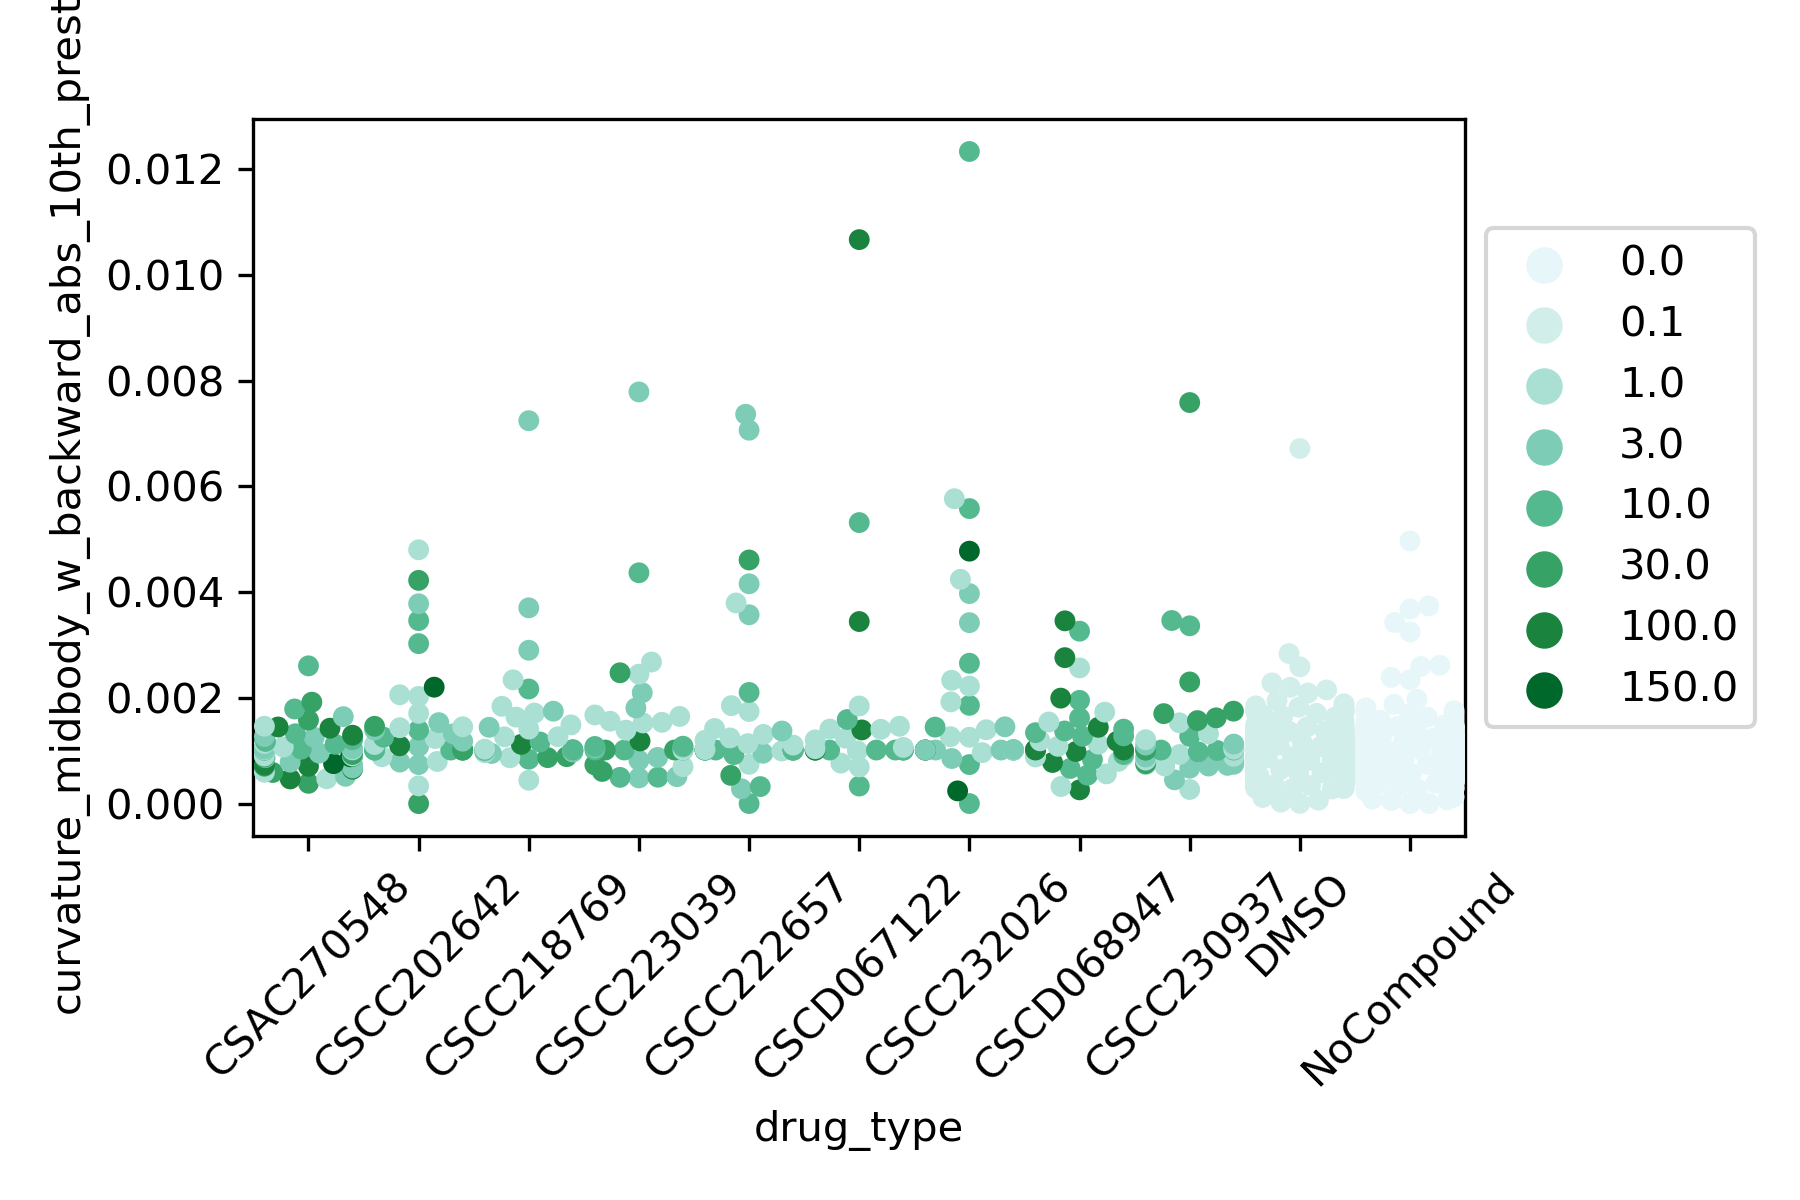 curvature_midbody_w_backward_abs_10th_prest
0.012
0.010
0.008
0.006
0.004
0.002
0.000
CSAC270548
CSCC202642
CSCC218769
CSCC223039
CSCC222657
CSCD067122
CSCC232026
CSCD068947
CSCC230937
DMSO
NoCompound
drug_type
0.0
0.1
1.0
3.0
10.0
30.0
100.0
150.0